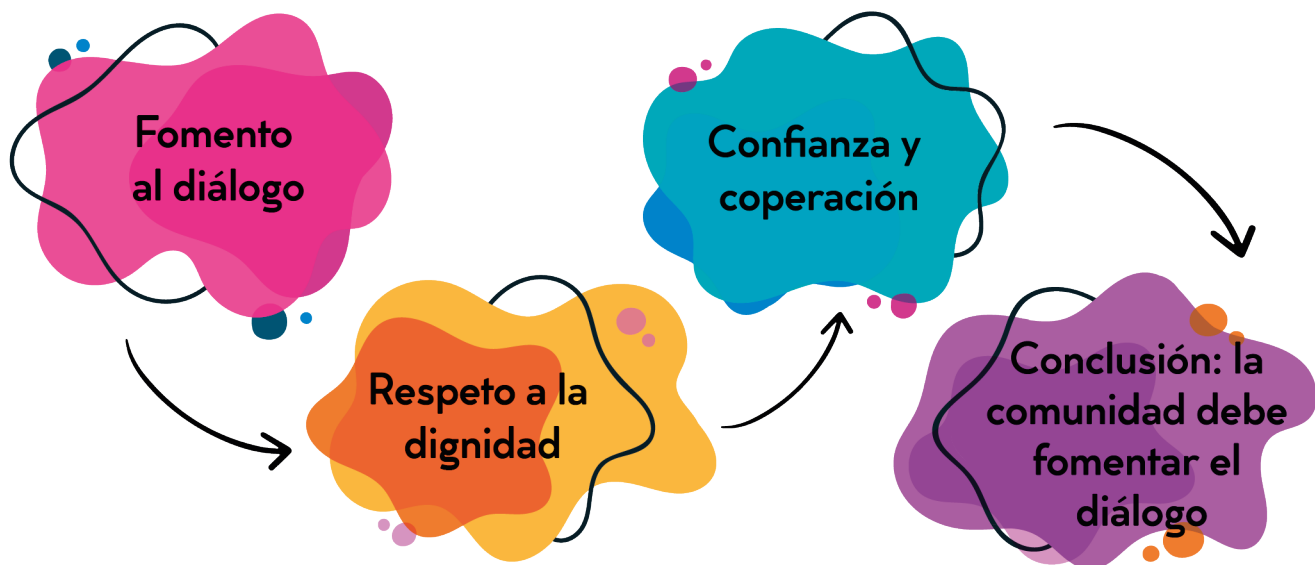 Fomento
al diálogo
Respeto a la
dignidad
Confianza y
coperación
Conclusión: la
comunidad debe
fomentar el
diálogo